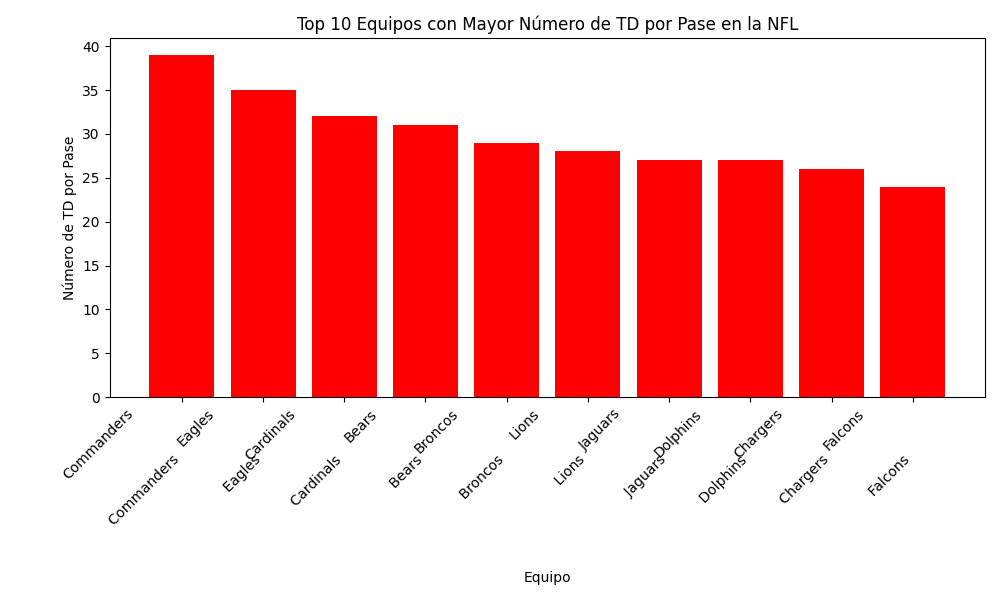 Top 10 Equipos con Mayor Número de TD por Pase en la NFL
Número de TD por Pase
40
35
30
25
20
15
10
5
0
Commanders
Eagles
Cardinals
Bears
Broncos
Lions
Jaguars
Dolphins
Chargers
Falcons
Commanders
Eagles
Cardinals
Bears
Broncos
Lions
Jaguars
Dolphins
Chargers
Falcons
Equipo